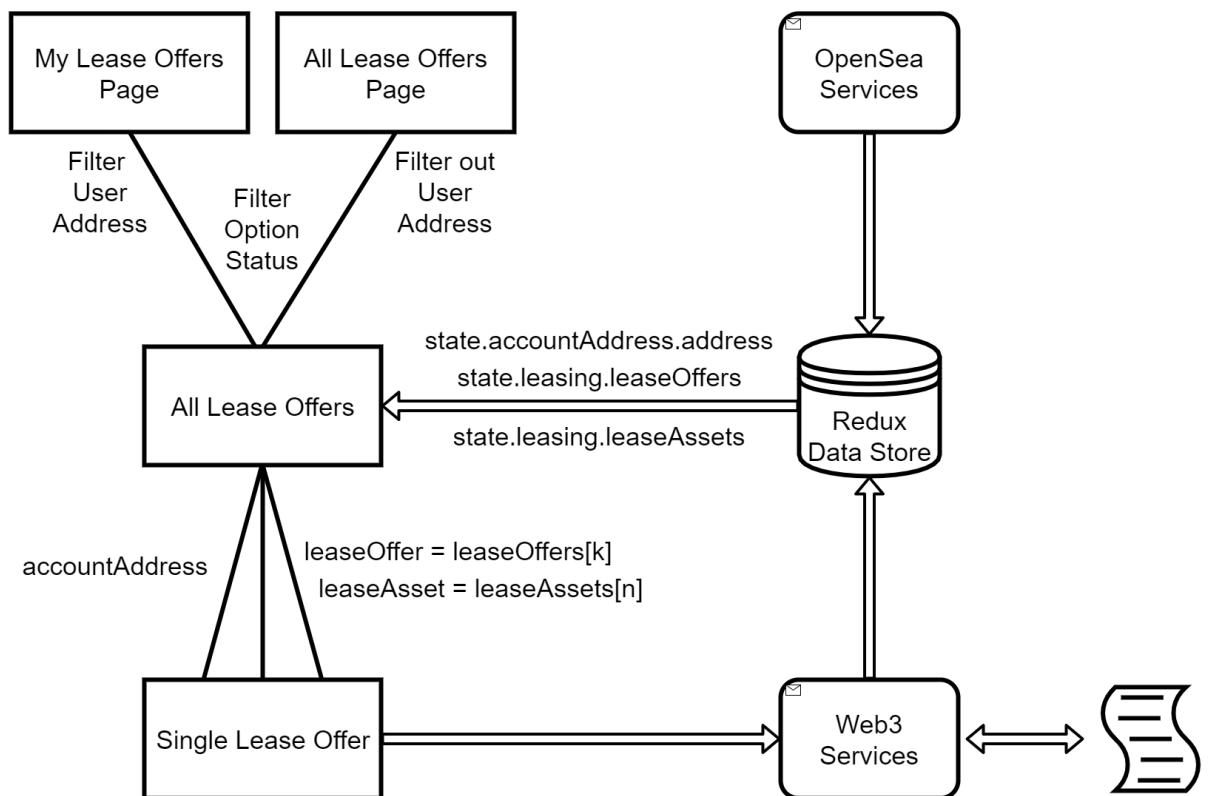 My Lease Offers
Page
All Lease Offers
Page
OpenSea
Services
Filter
User
Address
Filter
Option
Status
Filter out
User
Address
state.accountAddress.address
state.leasing.leaseOffers
state.leasing.leaseAssets
All Lease Offers
Redux
Data Store
accountAddress
leaseOffer = leaseOffers[k]
leaseAsset = leaseAssets[n]
Single Lease Offer
Web3
Services